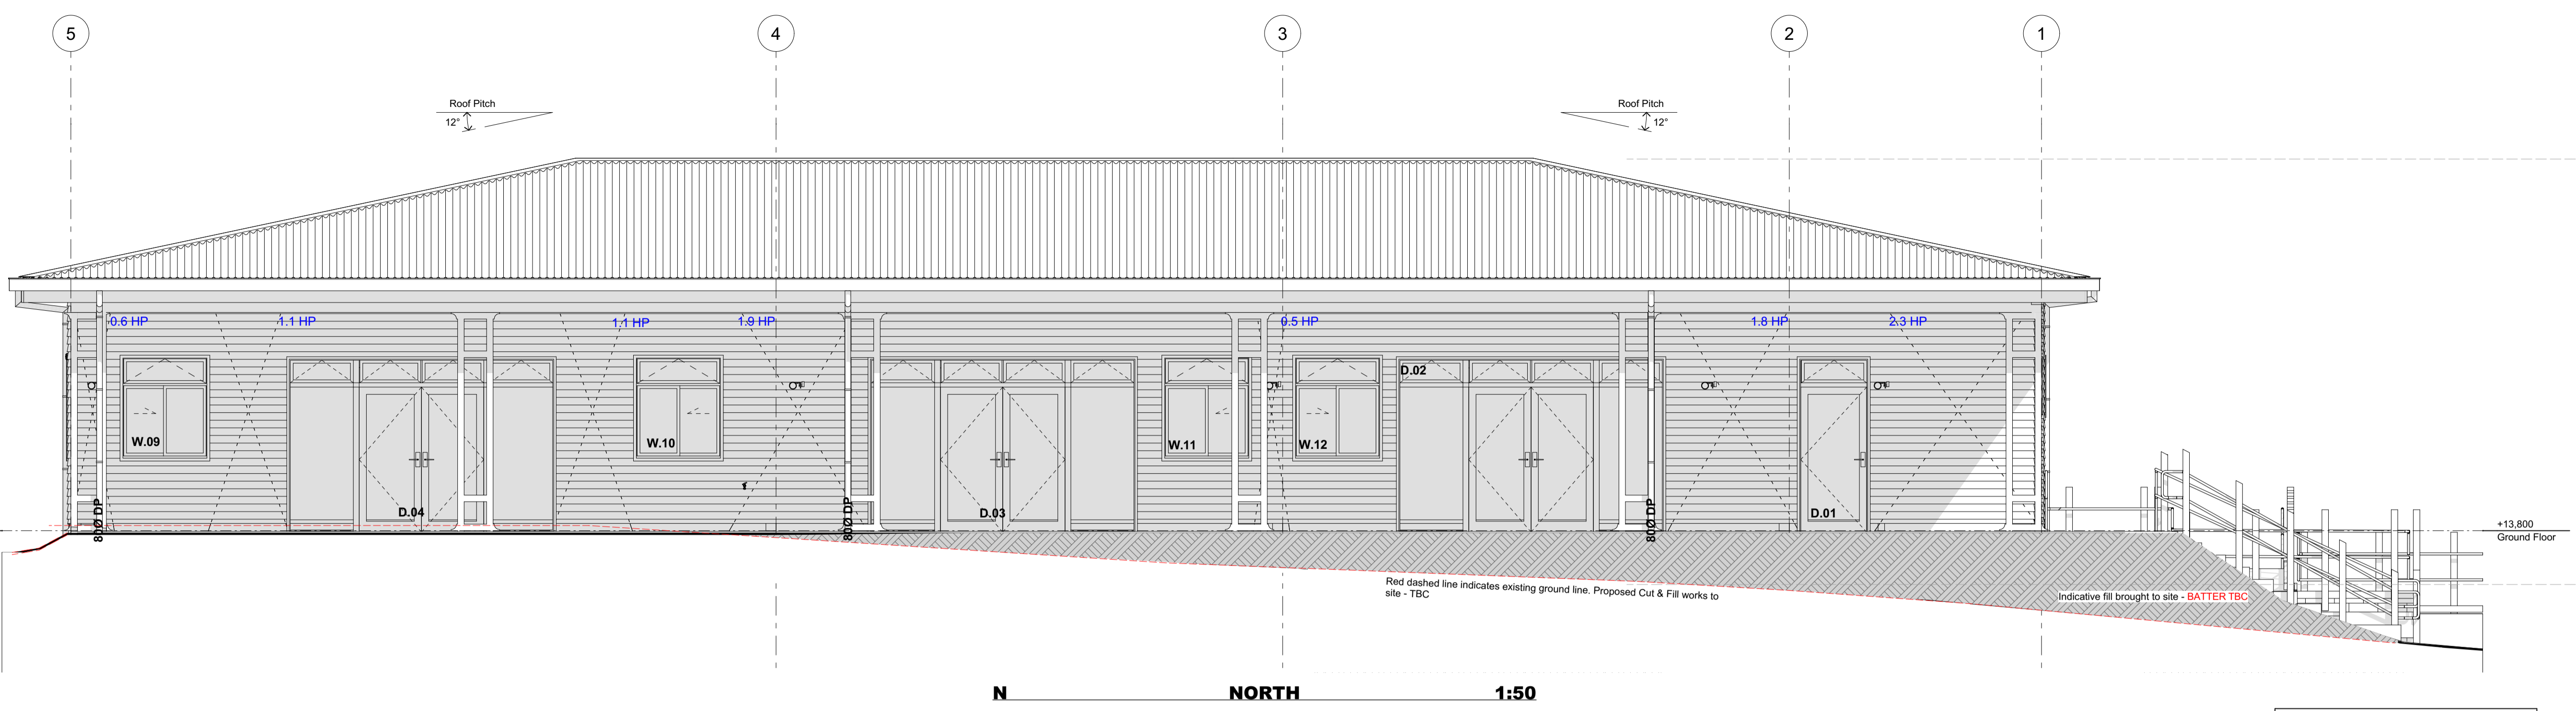 5
4
3
2
1
Roof Pitch
12°
Roof Pitch
12°
0.6 HP
1.1 HP
1.1 HP
1.9 HP
0.5 HP
1.8 HP
2.3 HP
D.02
W.09
W.10
W.11
W.12
D.04
D.03
D.01
80Ø DP
80Ø DP
80Ø DP
+13,800
Ground Floor
Red dashed line indicates existing ground line. Proposed Cut & Fill works to
site - TBC
Indicative fill brought to site - BATTER TBC
N NORTH 1:50